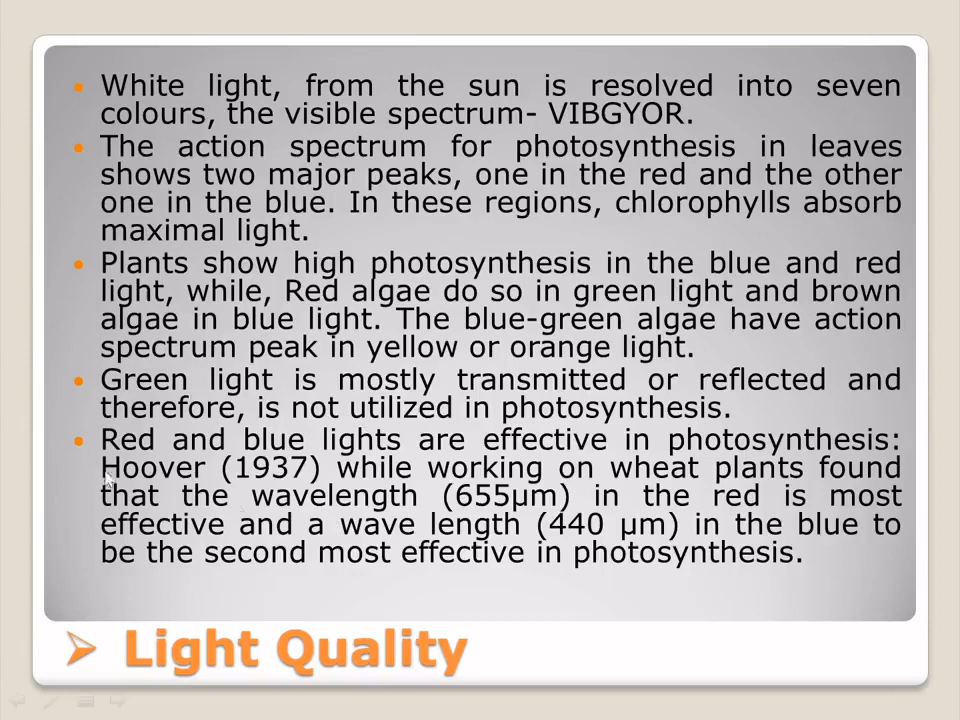 White light, from the sun is resolved into seven
colours, the visible spectrum- VIBGYOR.
The action spectrum for photosynthesis in leaves
shows two major peaks, one in the red and the other
one in the blue. In these regions, chlorophylls absorb
maximal light.
Plants show high photosynthesis in the blue and red
light, while, Red algae do so in green light and brown
algae in blue light. The blue-green algae have action
spectrum peak in yellow or orange light.
Green light is mostly transmitted or reflected and
therefore, is not utilized in photosynthesis.
Red and blue lights are effective in photosynthesis:
Hoover (1937) while working on wheat plants found
that the wavelength (655µm) in the red is most
effective and a wave length (440 µm) in the blue to
be the second most effective in photosynthesis.
Light Quality